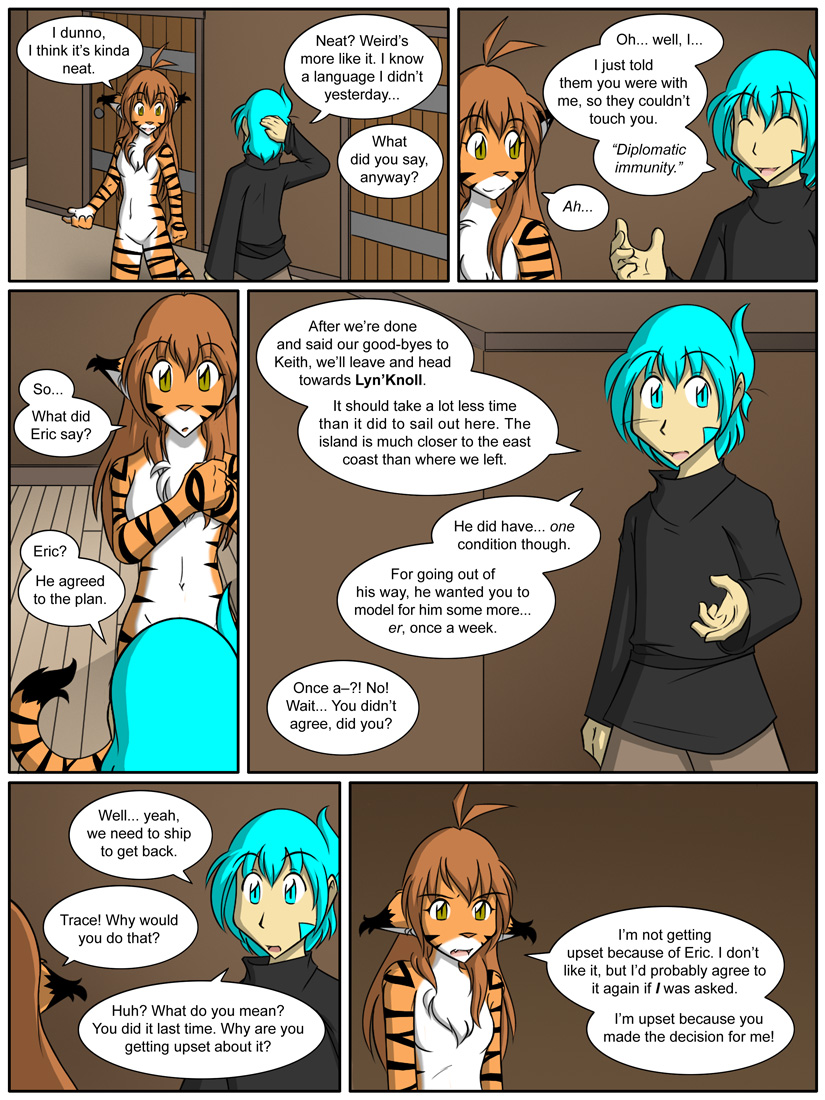 I dunno,
I think it's kinda
neat.
Neat? Weird's
more like it. I know
a language I didn't
yesterday...
What
did you say,
anyway?
Oh... well, I...
I just told
them you were with
me, so they couldn't
touch you.
"Diplomatic
immunity."
Ah...
So...
What did
Eric say?
Eric?
He agreed
to the plan.
After we're done
and said our good-byes to
Keith, we'll leave and head
towards Lyn'Knoll.
It should take a lot less time
than it did to sail out here. The
island is much closer to the east
coast than where we left.
He did have... one
condition though.
For going out of
his way, he wanted you to
model for him some more...
er, once a week.
Once a–?! No!
Wait... You didn't
agree, did you?
Well... yeah,
we need to ship
to get back.
Trace! Why would
you do that?
Huh? What do you mean?
You did it last time. Why are you
getting upset about it?
I'm not getting
upset because of Eric. I don't
like it, but I'd probably agree to
it again if I was asked.
I'm upset because you
made the decision for me!